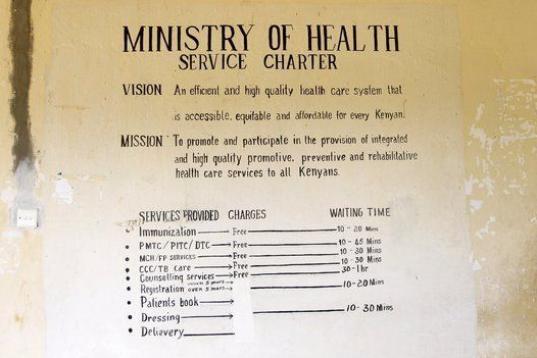 MINISTRY OF HEALTH
SERVICE CHARTER
VISION An efficient and high quality health care system that
is accessible, equitable and affordable for every Kenyan.
MISSION To promote and participate in the provision of integrated
and high quality promotive, preventive and rehabilitative
health care services to all Kenyans.
SERVICES PROVIDED CHARGES WAITING TIME
Immunization Free 10 - 20 Mins
• PMTC/PITC/DTC Free 10 - 45 Mins
• MCH/FP SERVICES Free 10 - 30 Mins
• CCC/TB Care Free 10 - 30 Mins
• Counselling services Free 30-1hr
• Registration over 5 years 10-20 Mins
• Patients book
• Dressing 10-30 Mins
• Delievery